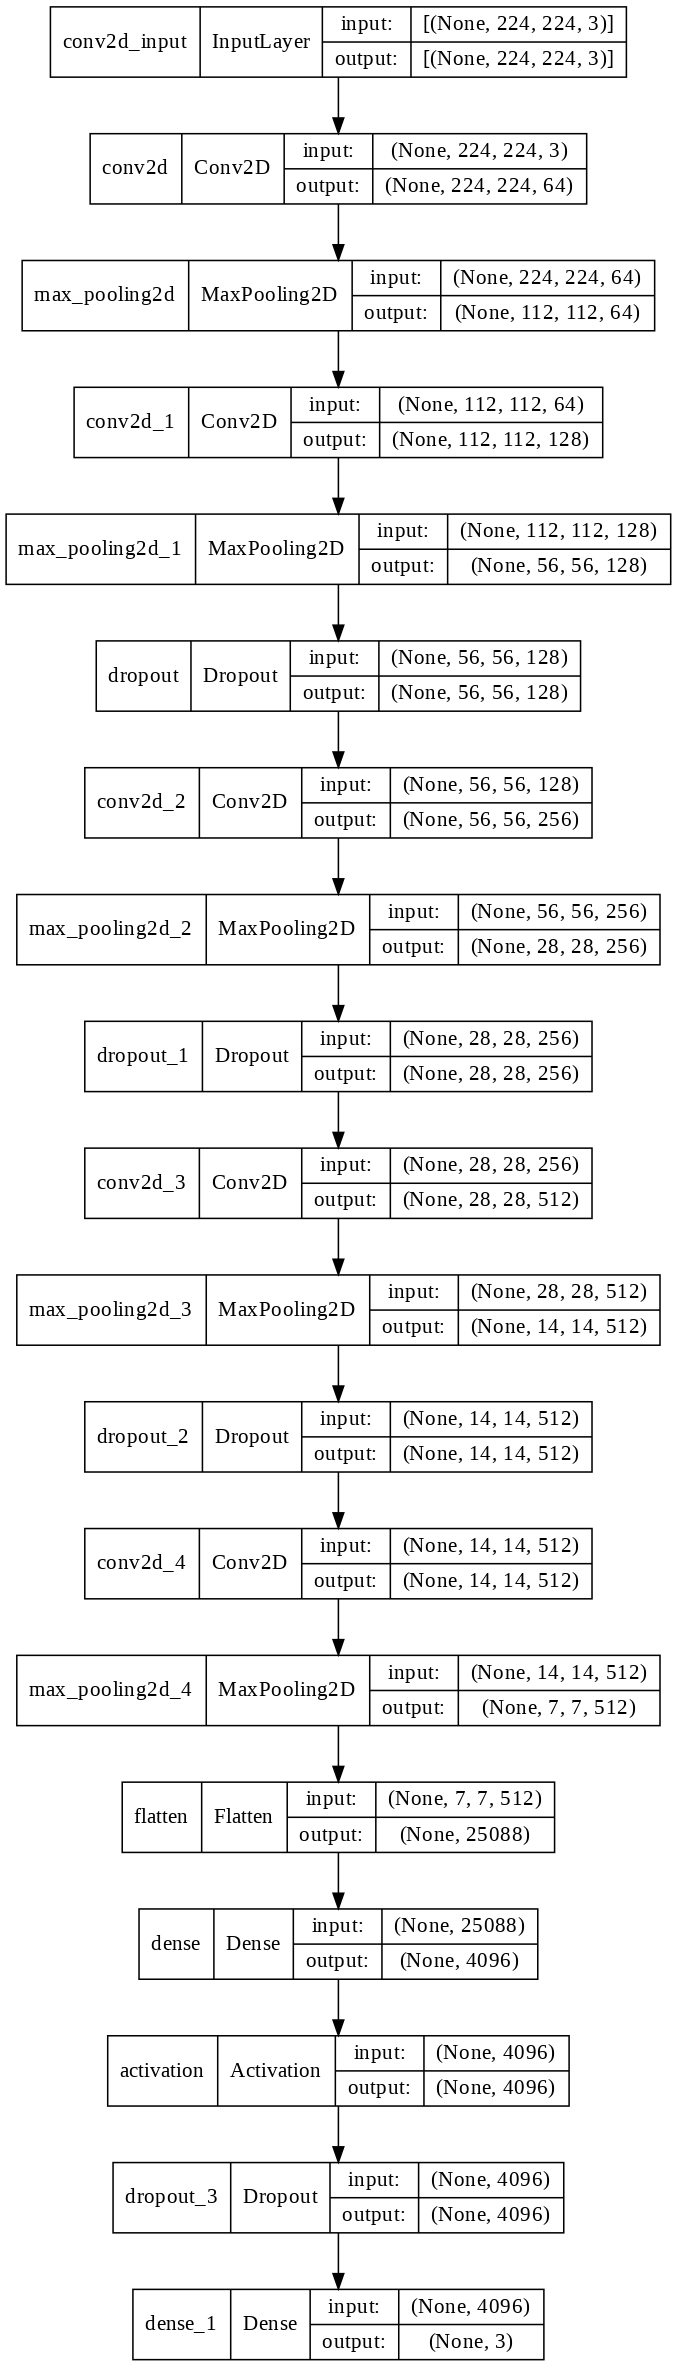 conv2d_input InputLayer input: [(None, 224, 224, 3)]
output: [(None, 224, 224, 3)]
conv2d Conv2D input: (None, 224, 224, 3)
output: (None, 224, 224, 64)
max_pooling2d MaxPooling2D input: (None, 224, 224, 64)
output: (None, 112, 112, 64)
conv2d_1 Conv2D input: (None, 112, 112, 64)
output: (None, 112, 112, 128)
max_pooling2d_1 MaxPooling2D input: (None, 112, 112, 128)
output: (None, 56, 56, 128)
dropout Dropout input: (None, 56, 56, 128)
output: (None, 56, 56, 128)
conv2d_2 Conv2D input: (None, 56, 56, 128)
output: (None, 56, 56, 256)
max_pooling2d_2 MaxPooling2D input: (None, 56, 56, 256)
output: (None, 28, 28, 256)
dropout_1 Dropout input: (None, 28, 28, 256)
output: (None, 28, 28, 256)
conv2d_3 Conv2D input: (None, 28, 28, 256)
output: (None, 28, 28, 512)
max_pooling2d_3 MaxPooling2D input: (None, 28, 28, 512)
output: (None, 14, 14, 512)
dropout_2 Dropout input: (None, 14, 14, 512)
output: (None, 14, 14, 512)
conv2d_4 Conv2D input: (None, 14, 14, 512)
output: (None, 14, 14, 512)
max_pooling2d_4 MaxPooling2D input: (None, 14, 14, 512)
output: (None, 7, 7, 512)
flatten Flatten input: (None, 7, 7, 512)
output: (None, 25088)
dense Dense input: (None, 25088)
output: (None, 4096)
activation Activation input: (None, 4096)
output: (None, 4096)
dropout_3 Dropout input: (None, 4096)
output: (None, 4096)
dense_1 Dense input: (None, 4096)
output: (None, 3)